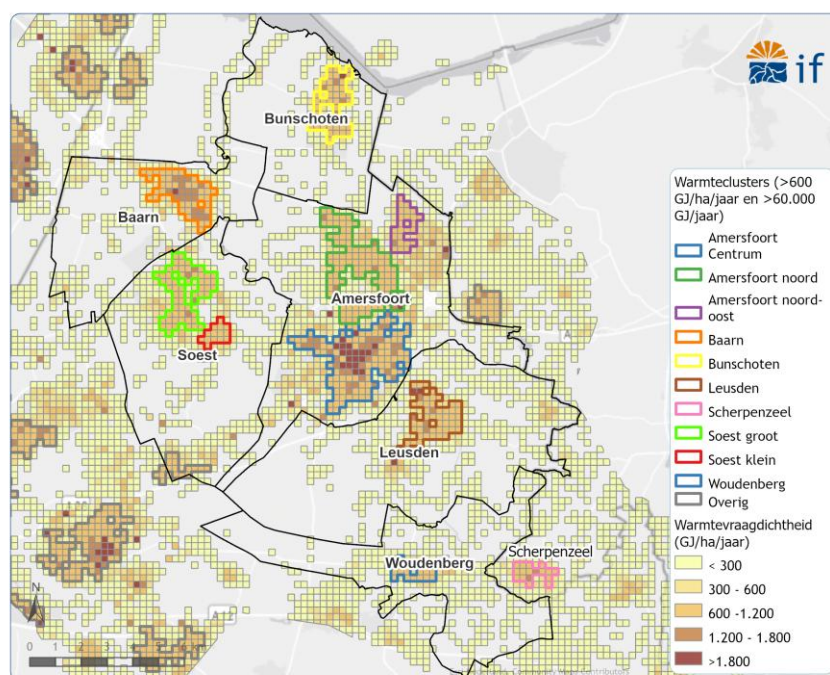 if
Bunschoten
Baarn
Amersfoort
Soest
Leusden
Woudenberg
Scherpenzeel
N
0 1 2 3 4 5
Warmteclusters (>600
GJ/ha/jaar en >60.000
GJ/jaar)
Amersfoort
Centrum
Amersfoort noord
Amersfoort noord-
oost
Baarn
Bunschoten
Leusden
Scherpenzeel
Soest groot
Soest klein
Woudenberg
Overig
Warmtevraagdichtheid
(GJ/ha/jaar)
< 300
300 - 600
600 -1.200
1.200 - 1.800
>1.800